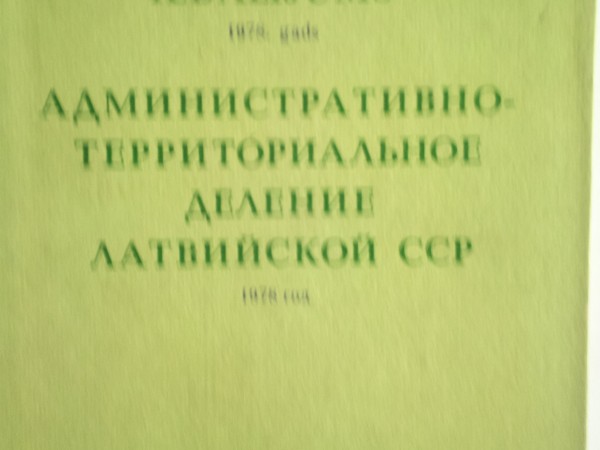 1978. gads
АДМИНИСТРАТИВНО-
ТЕРРИТОРИАЛЬНОЕ
ДЕЛЕНИЕ
ЛАТВИЙСКОЙ ССР
1978 год